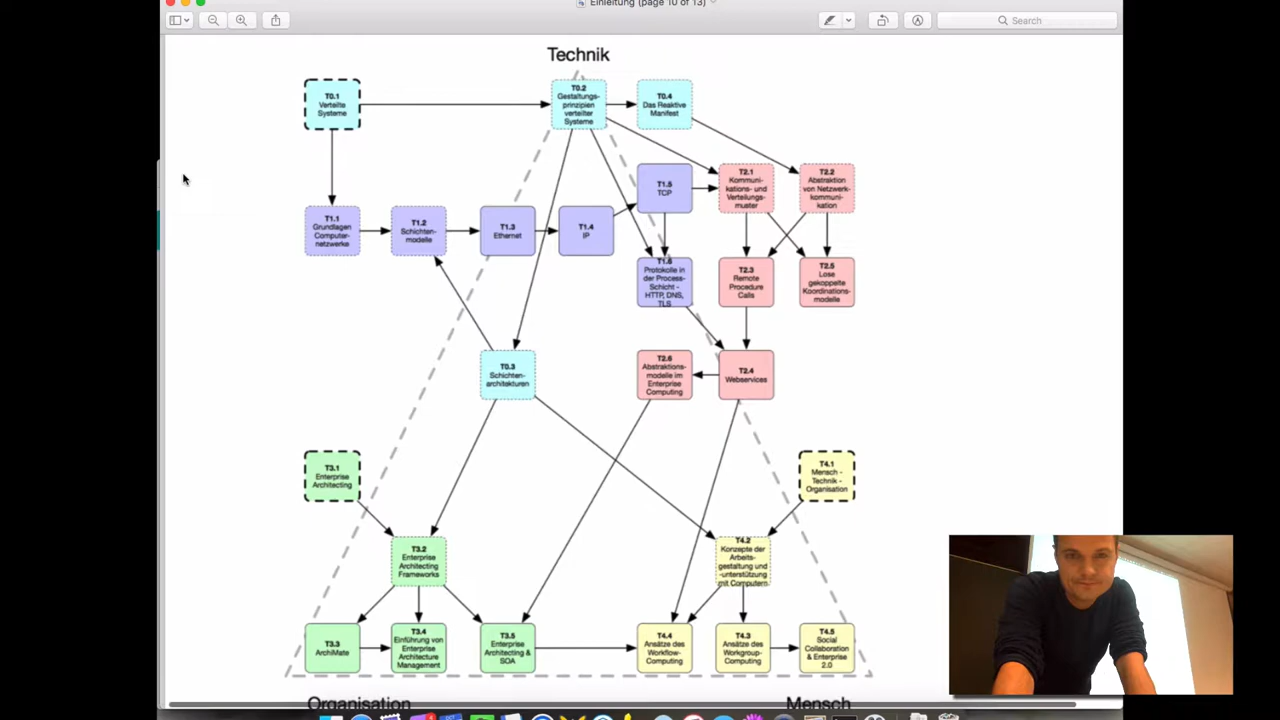 Einleitung (page 10 of 13)
Search
Technik
T0.1
Verteilte
Systeme
T0.2
Gestaltungs-
prinzipien
verteilter
Systeme
T0.4
Das Reaktive
Manifest
T1.5
TCP
T2.1
Kommuni-
kations- und
Verteilungs-
muster
T2.2
Abstraktion
von Netzwerk-
kommuni-
kation
T1.1
Grundlagen
Computer-
netzwerke
T1.2
Schichten-
modelle
T1.3
Ethernet
T1.4
IP
T1.6
Protokolle in
der Process-
Schicht -
HTTP, DNS,
TLS
T2.3
Remote
Procedure
Calls
T2.5
Lose
gekoppelte
Koordinations-
modelle
T0.3
Schichten-
architekturen
T2.6
Abstraktions-
modelle im
Enterprise
Computing
T2.4
Webservices
T3.1
Enterprise
Architecting
T4.1
Mensch -
Technik -
Organisation
T3.2
Enterprise
Architecting
Frameworks
T4.2
Konzepte der
Arbeits-
gestaltung und
-unterstützung
mit Computern
T3.3
ArchiMate
T3.4
Einführung von
Enterprise
Architecture
Management
T3.5
Enterprise
Architecting &
SOA
T4.4
Ansätze des
Workflow-
Computing
T4.3
Ansätze des
Workgroup-
Computing
T4.5
Social
Collaboration
& Enterprise
2.0
Organisation
Mensch